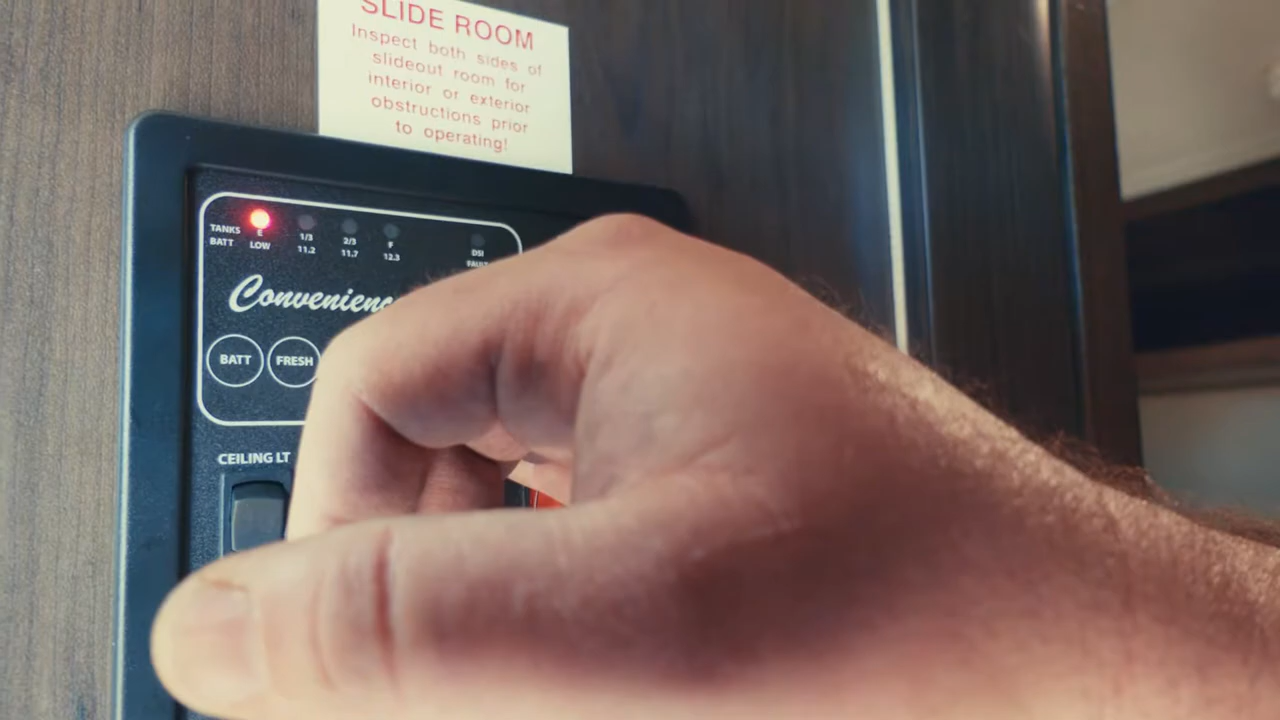 SLIDE ROOM
Inspect both sides of
slideout room for
interior or exterior
obstructions prior
to operating!
TANKS E 1/3 2/3 F
BATT LOW 11.2 11.7 12.3 DSI
Convenienc
BATT FRESH
CEILING LT